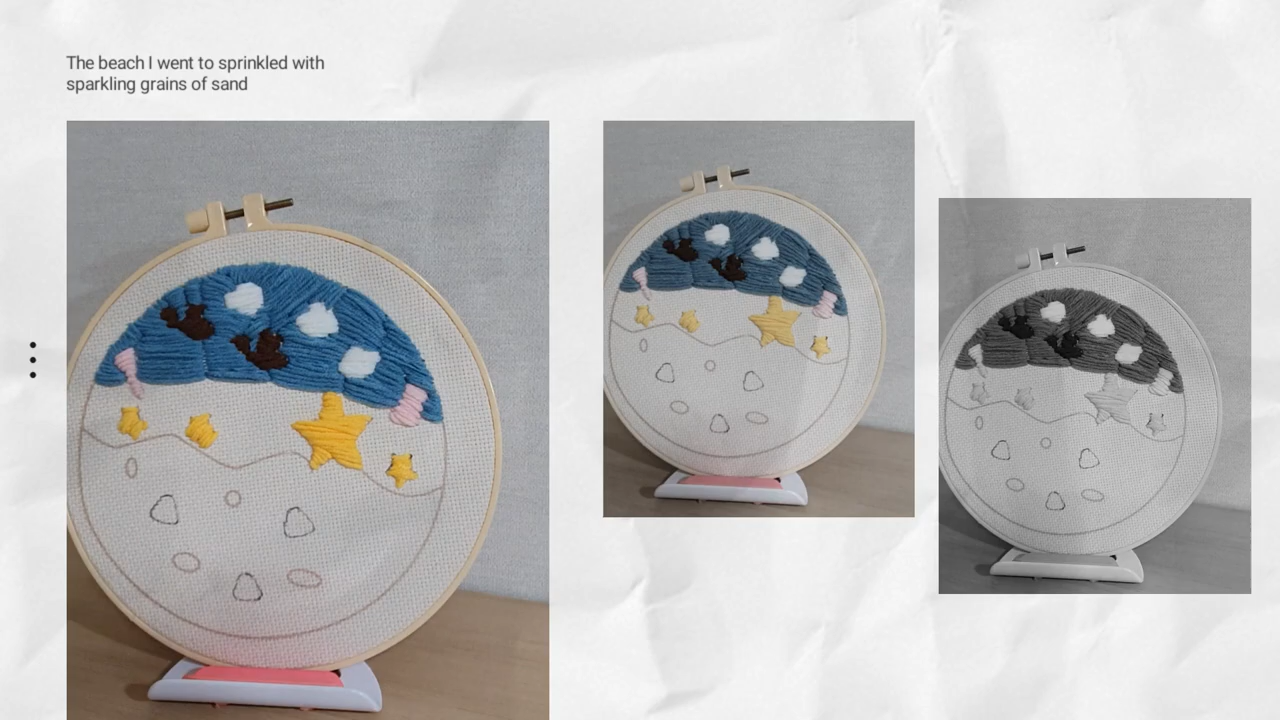 The beach I went to sprinkled with
sparkling grains of sand